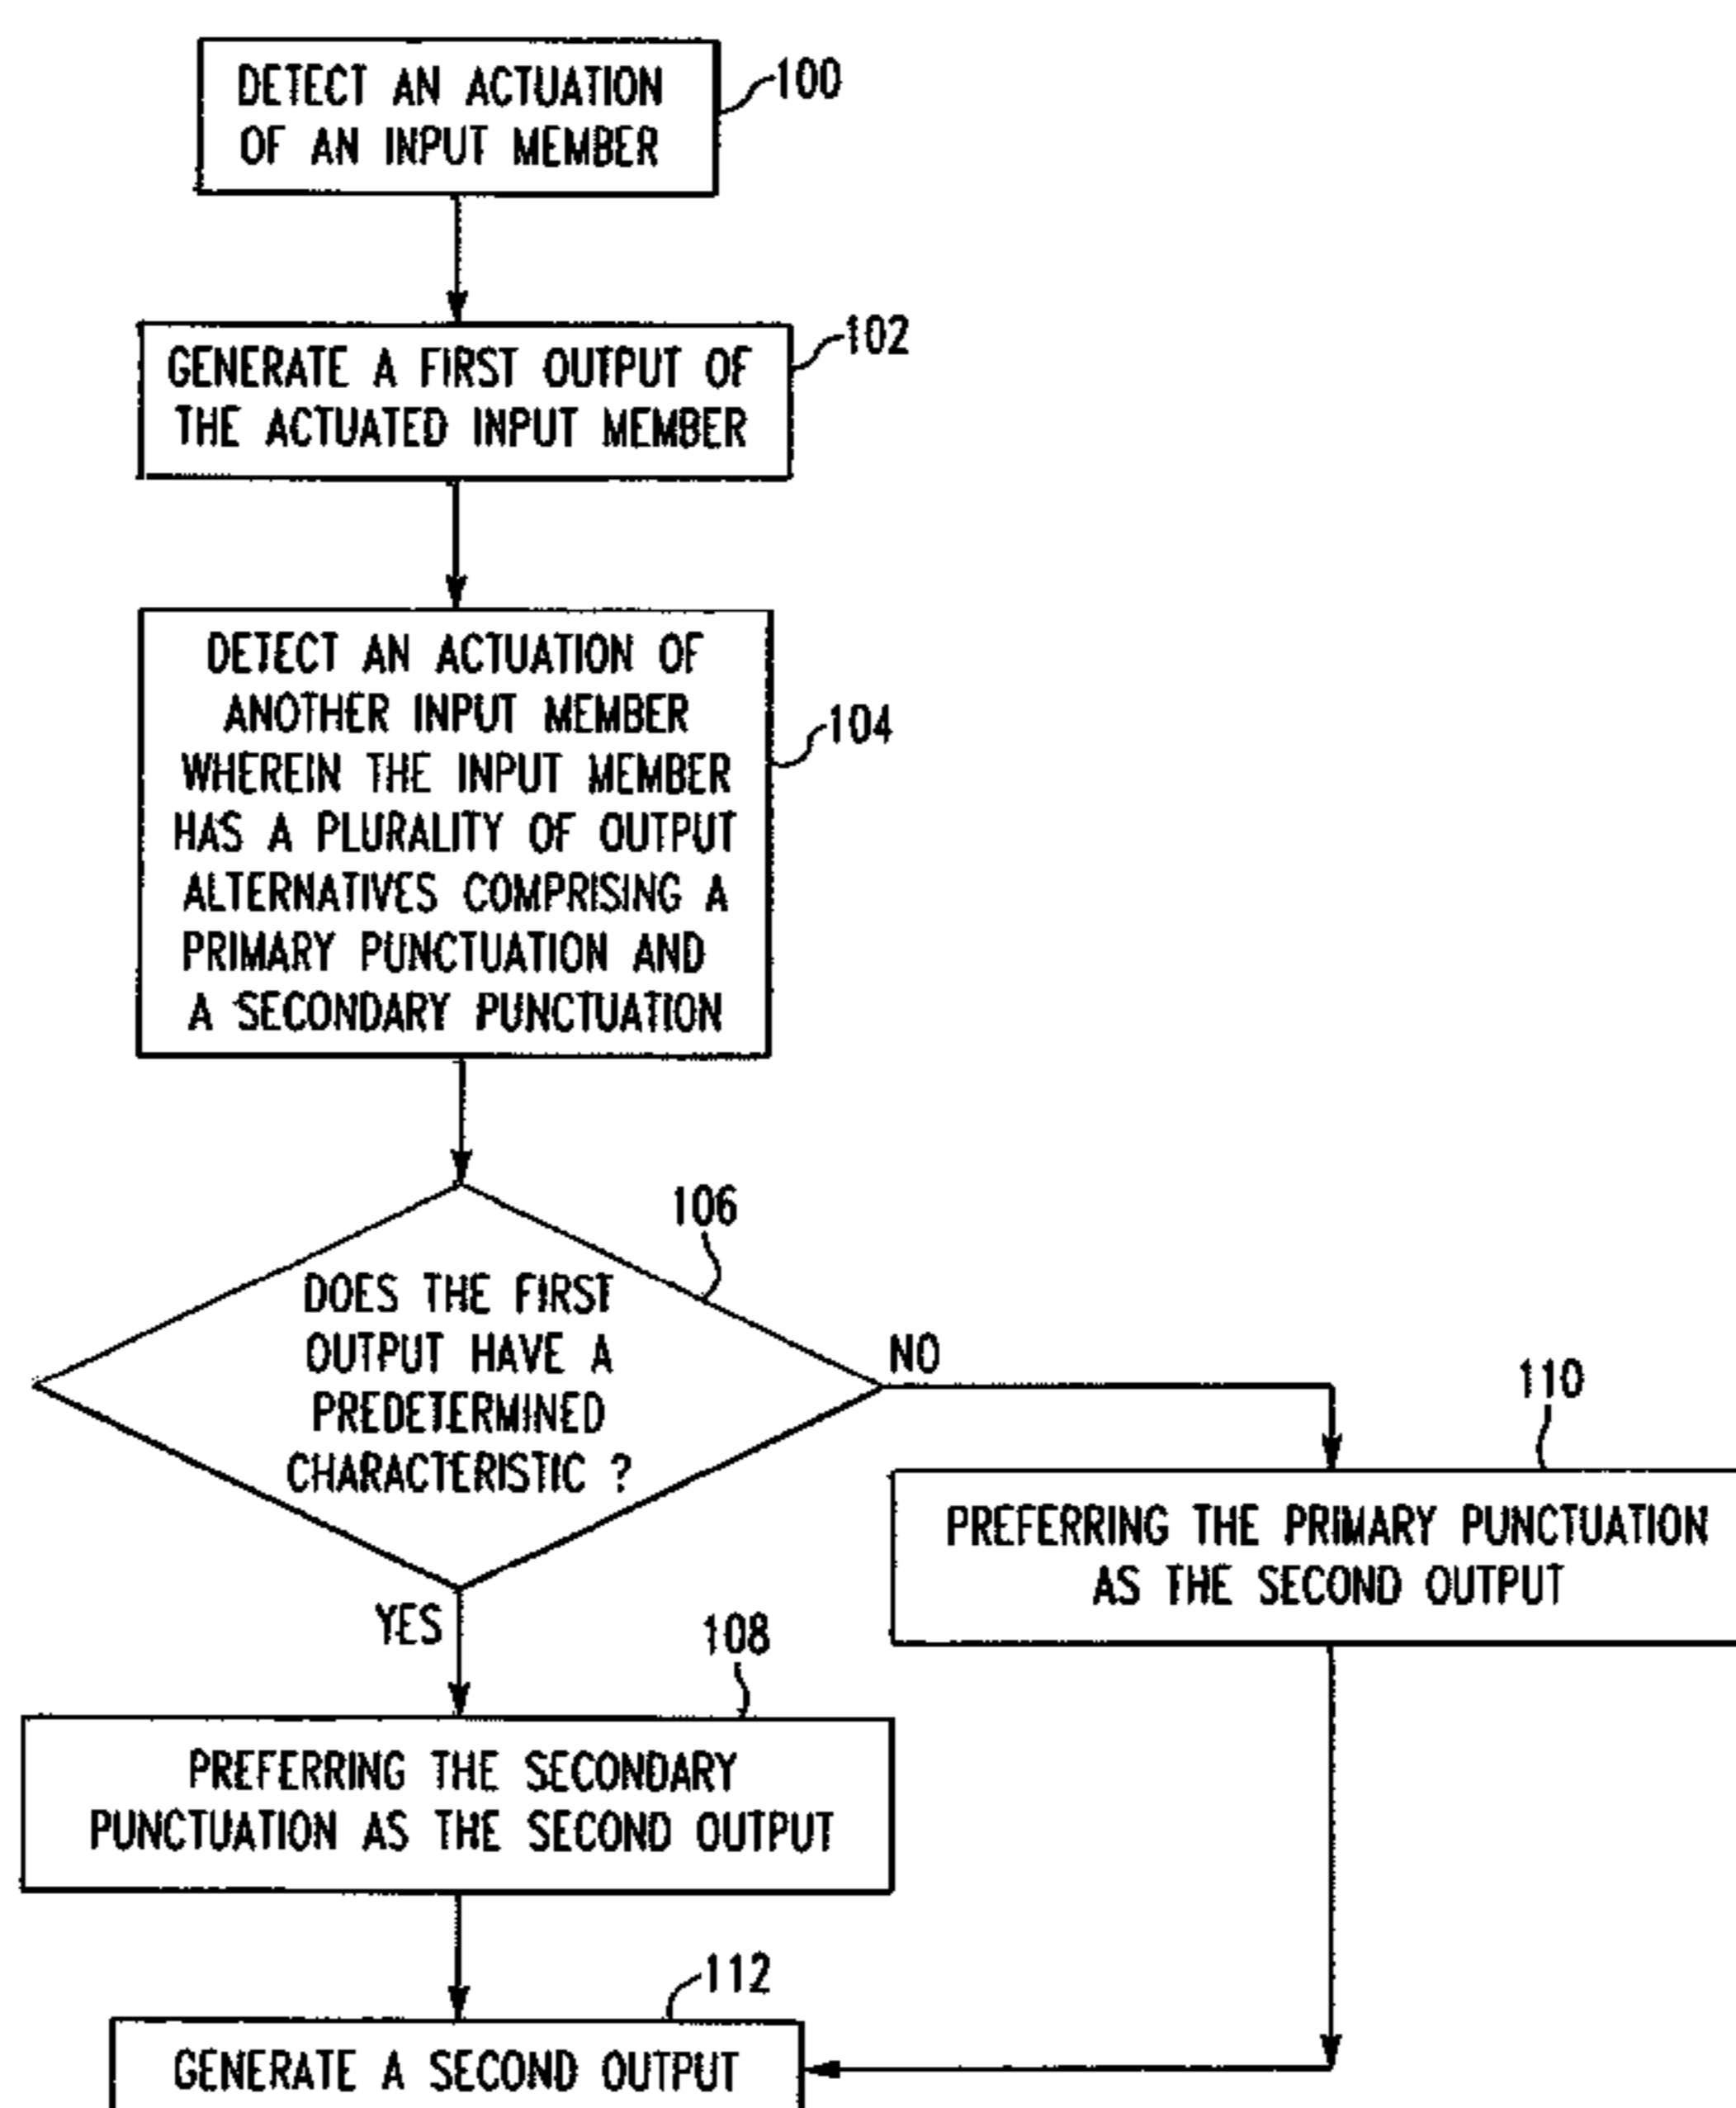 DETECT AN ACTUATION
OF AN INPUT MEMBER
100
GENERATE A FIRST OUTPUT OF
THE ACTUATED INPUT MEMBER
102
DETECT AN ACTUATION OF
ANOTHER INPUT MEMBER
WHEREIN THE INPUT MEMBER
HAS A PLURALITY OF OUTPUT
ALTERNATIVES COMPRISING A
PRIMARY PUNCTUATION AND
A SECONDARY PUNCTUATION
104
106
DOES THE FIRST
OUTPUT HAVE A
PREDETERMINED
CHARACTERISTIC ?
NO
110
PREFERRING THE PRIMARY PUNCTUATION
AS THE SECOND OUTPUT
YES
108
PREFERRING THE SECONDARY
PUNCTUATION AS THE SECOND OUTPUT
112
GENERATE A SECOND OUTPUT